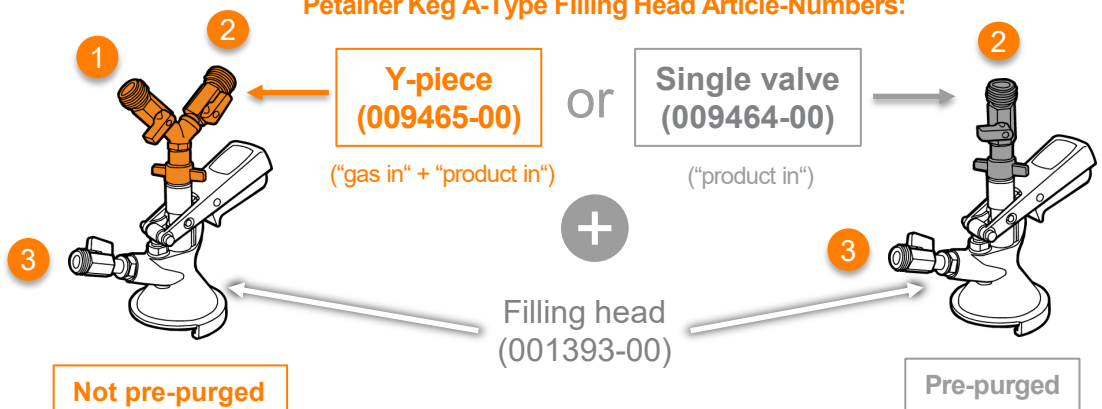 Petainer Keg A-Type Filling Head Article-Numbers:
1
2
Y-piece
(009465-00)
or
Single valve
(009464-00)
2
(“gas in“ + “product in“)
(“product in“)
+
3
3
Filling head
(001393-00)
Not pre-purged
Pre-purged